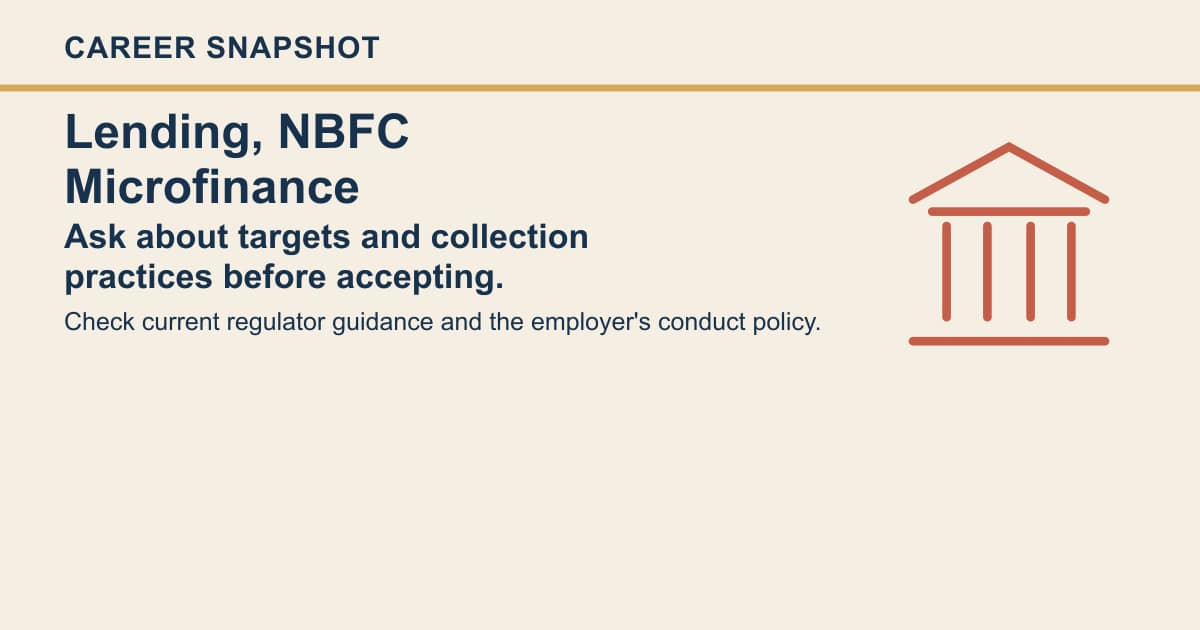 CAREER SNAPSHOT
Lending, NBFC
Microfinance
Ask about targets and collection
practices before accepting.
Check current regulator guidance and the employer's conduct policy.